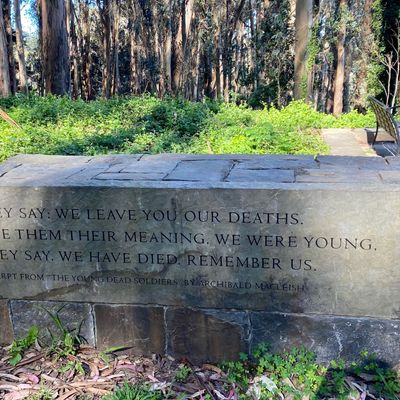 EY SAY: WE LEAVE YOU OUR DEATHS.
E THEM THEIR MEANING. WE WERE YOUNG,
EY SAY. WE HAVE DIED. REMEMBER US.
RPT FROM "THE YOUNG DEAD SOLDIERS" BY ARCHIBALD MACLEISH